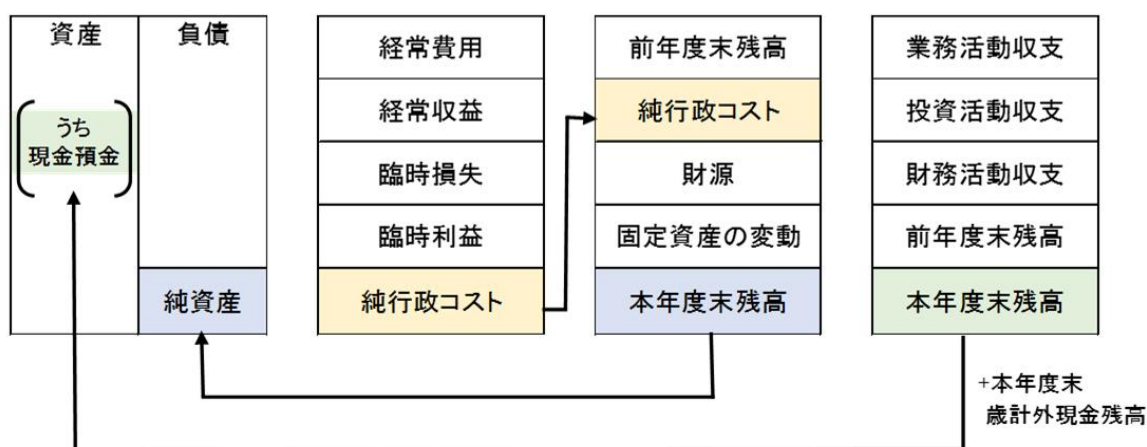 資産
負債
うち
現金預金
純資産
経常費用
経常収益
臨時損失
臨時利益
純行政コスト
前年度末残高
純行政コスト
財源
固定資産の変動
本年度末残高
業務活動収支
投資活動収支
財務活動収支
前年度末残高
本年度末残高
+本年度末
歳計外現金残高